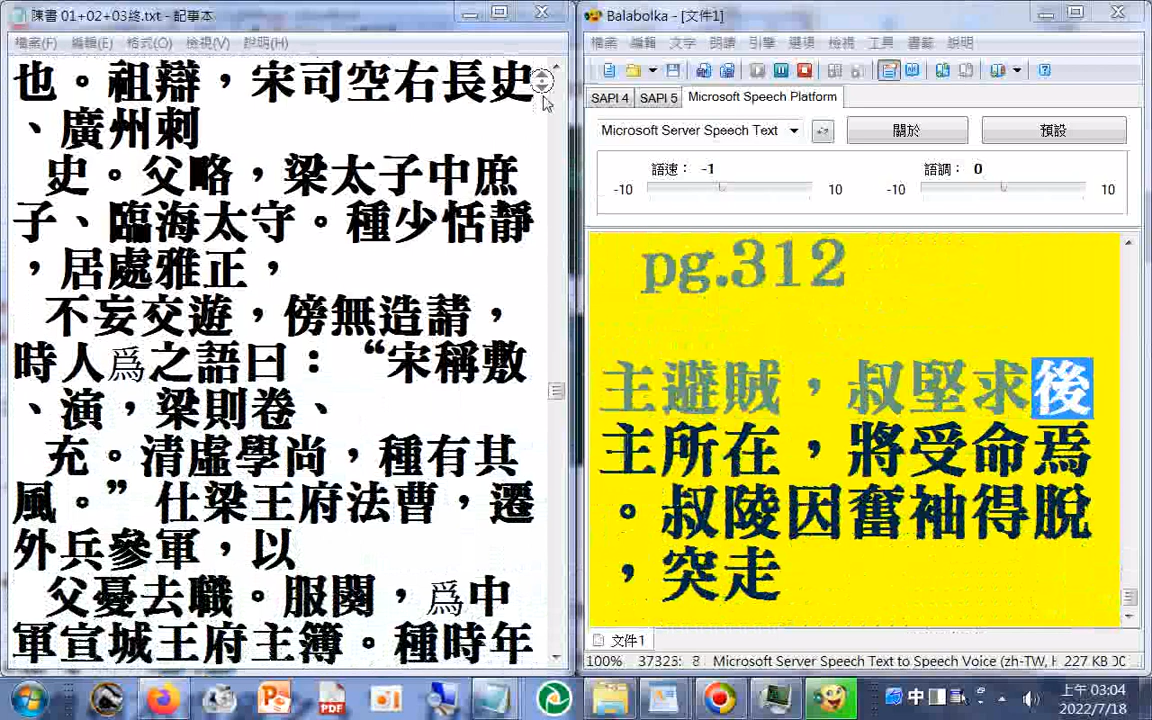 陳書 01+02+03終.txt - 記事本
檔案(F) 編輯(E) 格式(O) 檢視(V) 說明(H)
也。祖辯，宋司空右長史
、廣州刺
史。父略，梁太子中庶
子、臨海太守。種少恬靜
，居處雅正，
不妄交遊，傍無造請，
時人爲之語曰：“宋稱敷
、演，梁則卷、
充。清虛學尚，種有其
風。”仕梁王府法曹，遷
外兵參軍，以
父憂去職。服闋，爲中
軍宣城王府主簿。種時年
Balabolka - [文件1]
檔案 編輯 文字 朗讀 引擎 選項 檢視 工具 書籤 說明
SAPI 4 SAPI 5 Microsoft Speech Platform
Microsoft Server Speech Text 關於 預設
語速： -1 語調： 0
-10 10 -10 10
pg.312
主避賊，叔堅求後
主所在，將受命焉
。叔陵因奮袖得脫
，突走
文件1
100% 37325: 8 Microsoft Server Speech Text to Speech Voice (zh-TW, H 227 KB
中
上午 03:04
2022/7/18